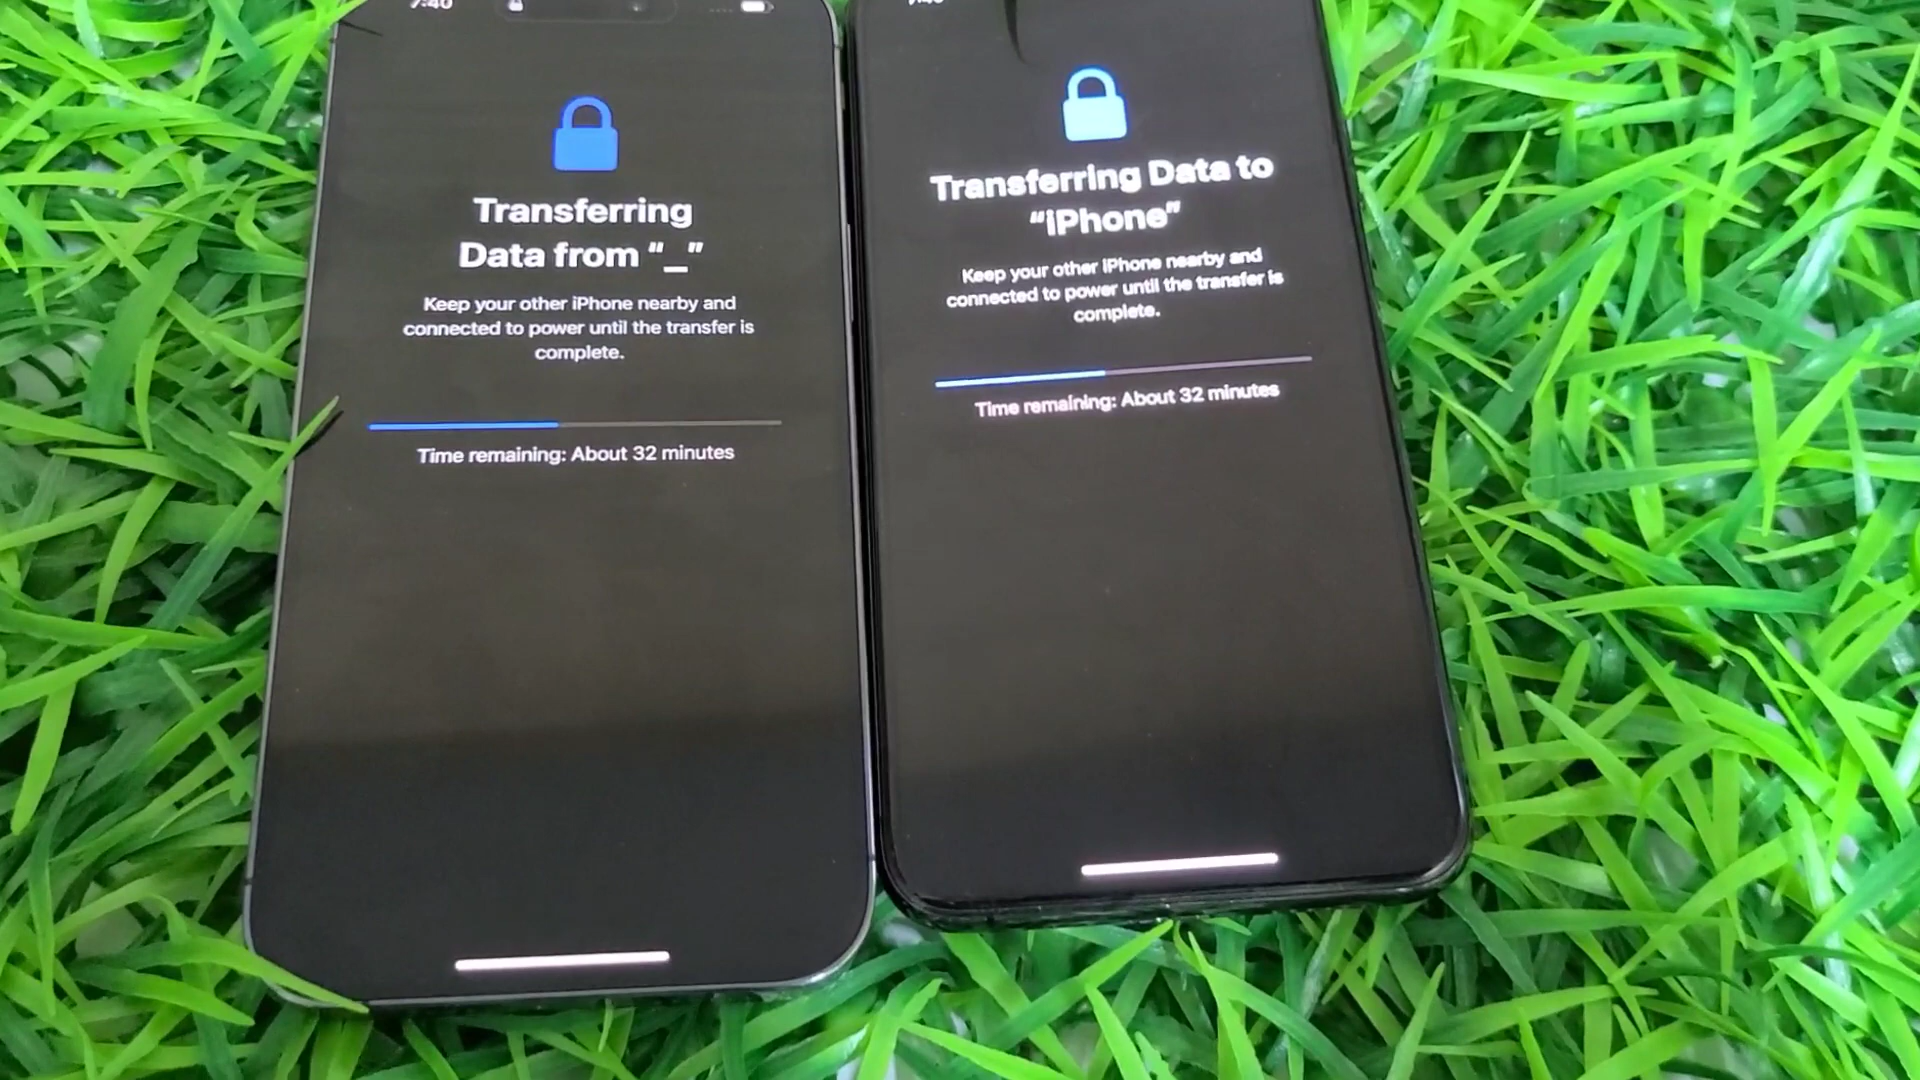 7:40
Transferring
Data from “_”
Keep your other iPhone nearby and
connected to power until the transfer is
complete.
Time remaining: About 32 minutes
Transferring Data to
“iPhone”
Keep your other iPhone nearby and
connected to power until the transfer is
complete.
Time remaining: About 32 minutes